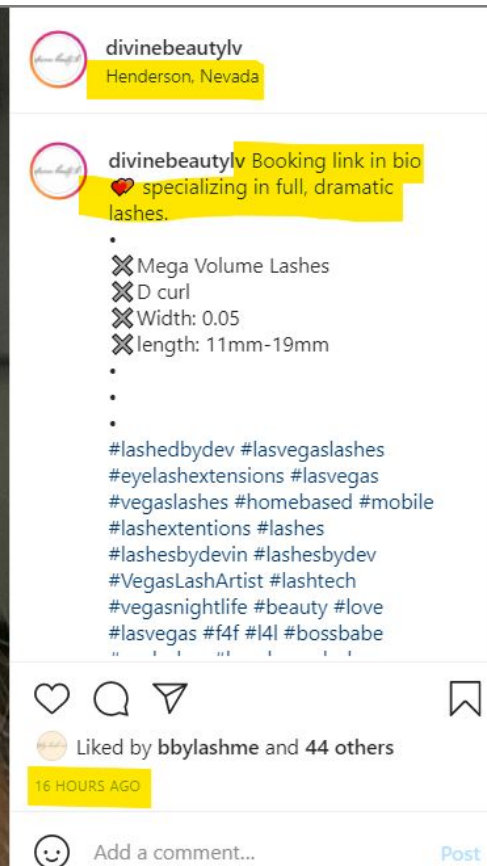 divinebeautylv
Henderson, Nevada
divinebeautylv Booking link in bio
💘 specializing in full, dramatic
lashes.
•
✖Mega Volume Lashes
✖D curl
✖Width: 0.05
✖length: 11mm-19mm
•
•
•
#lashedbydev #lasvegaslashes
#eyelashextensions #lasvegas
#vegaslashes #homebased #mobile
#lashextentions #lashes
#lashesbydevin #lashesbydev
#VegasLashArtist #lashtech
#vegasnightlife #beauty #love
#lasvegas #f4f #l4l #bossbabe
Liked by bbylashme and 44 others
16 HOURS AGO
Add a comment...
Post